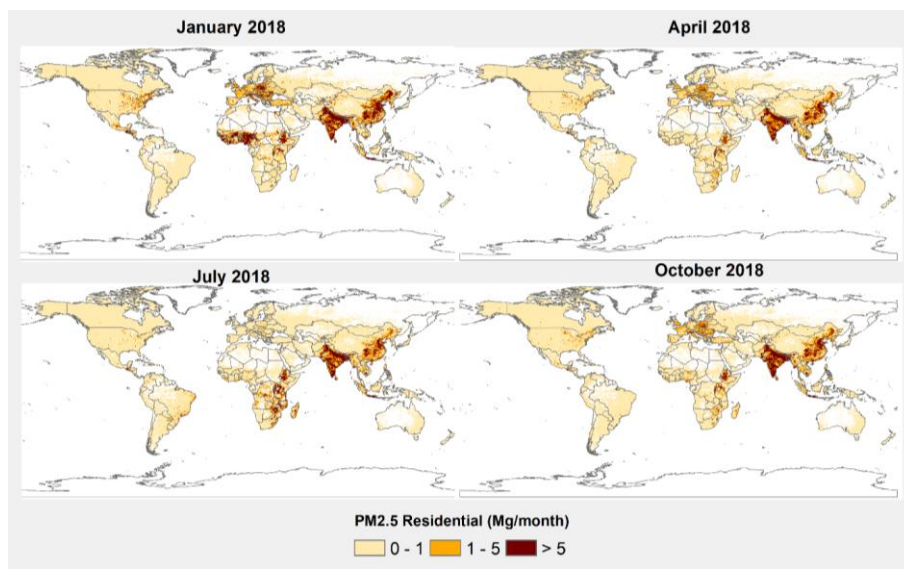 January 2018
April 2018
July 2018
October 2018
PM2.5 Residential (Mg/month)
0 - 1
1 - 5
> 5